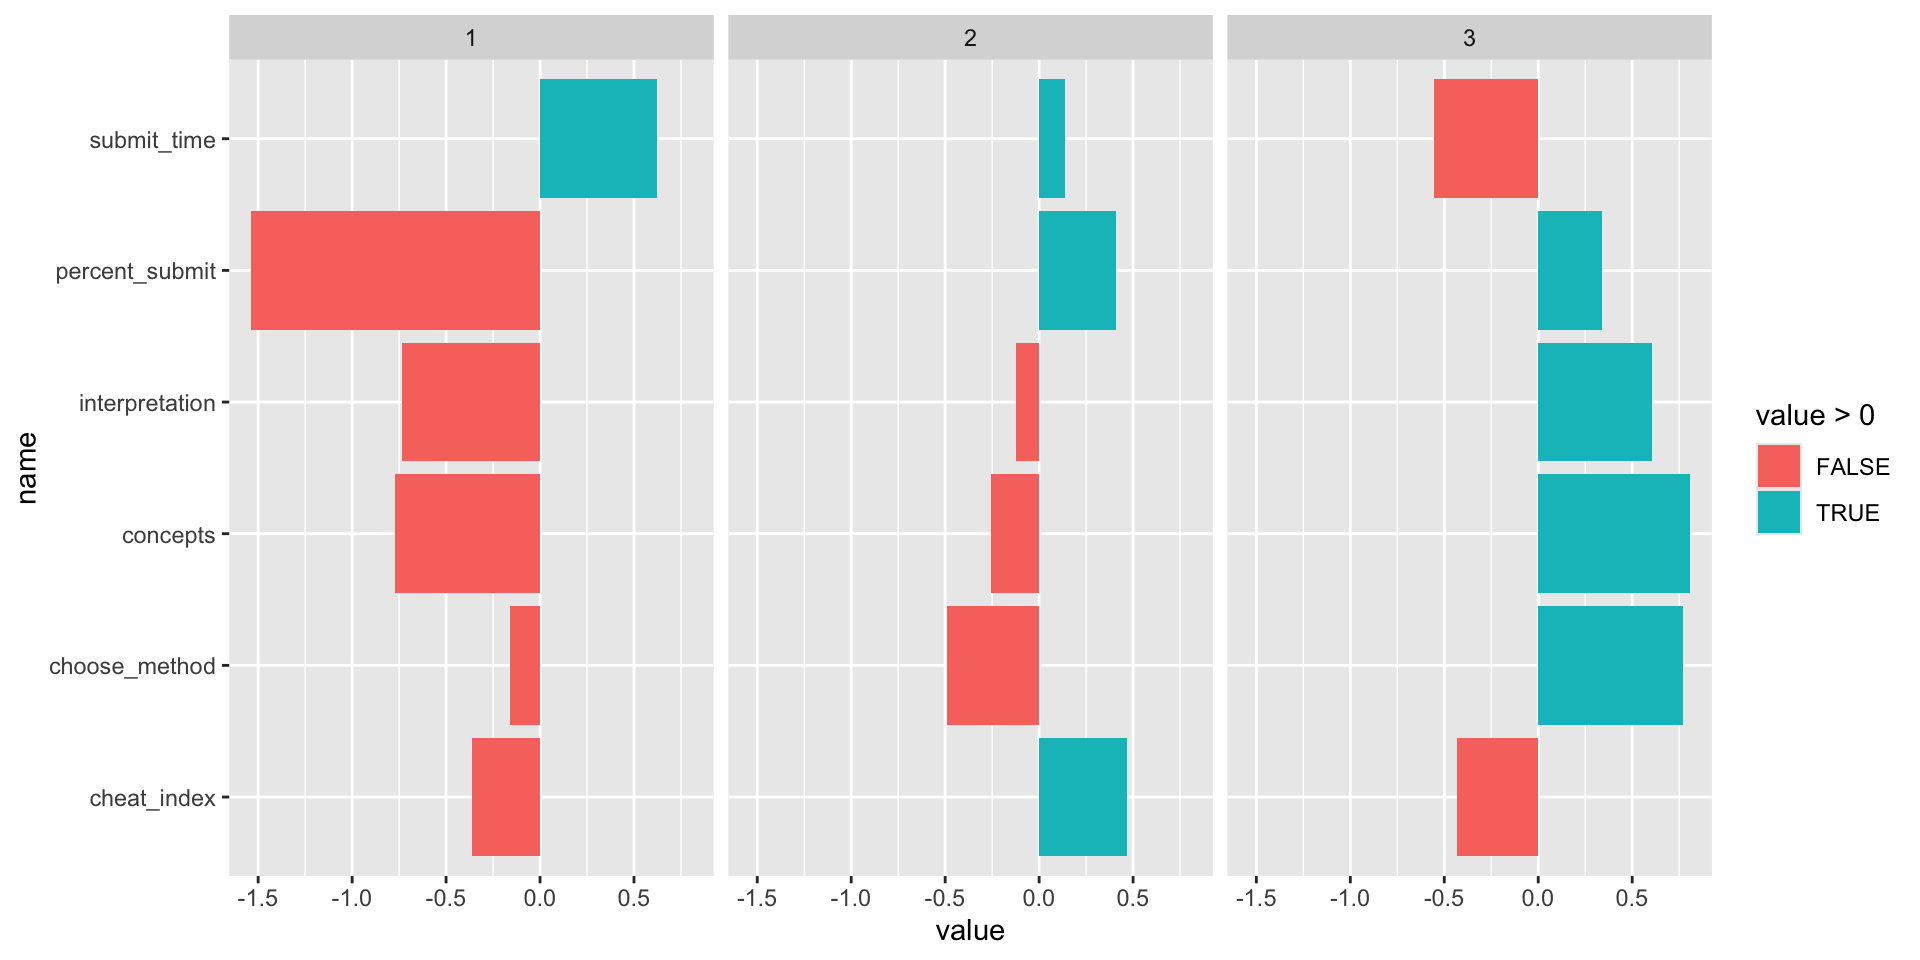 1 2 3
submit_time
percent_submit
interpretation
concepts
choose_method
cheat_index
name
-1.5 -1.0 -0.5 0.0 0.5 -1.5 -1.0 -0.5 0.0 0.5 -1.5 -1.0 -0.5 0.0 0.5
value
value > 0
FALSE
TRUE